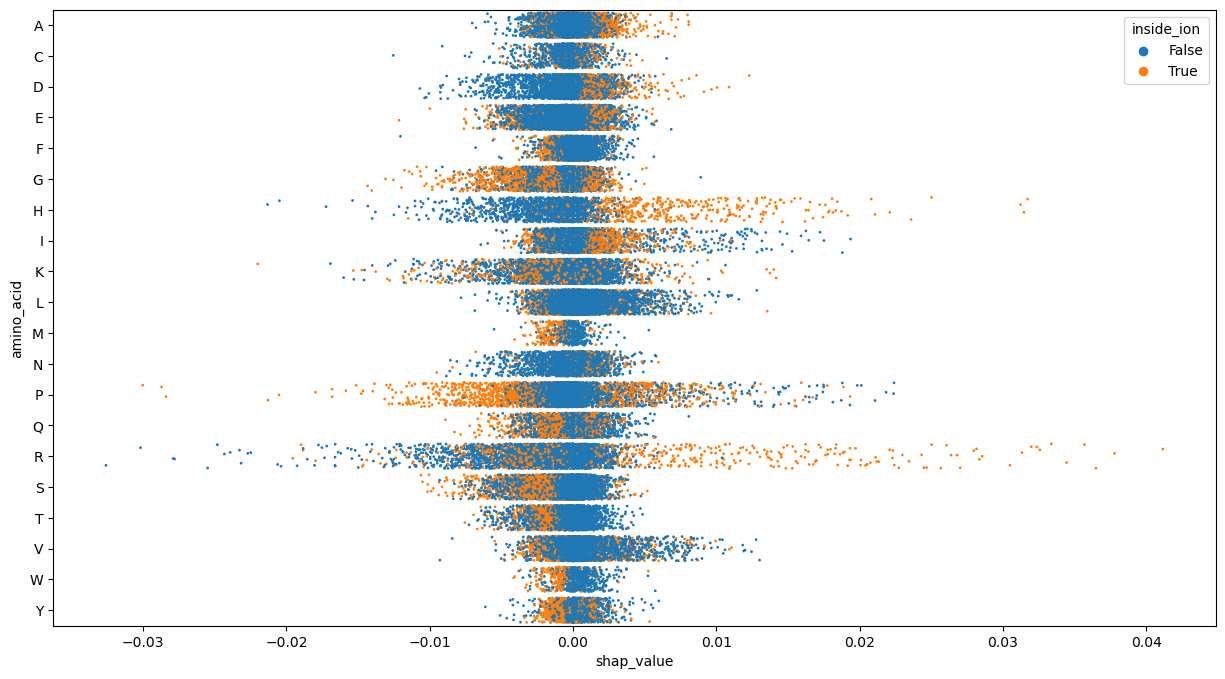 inside_ion
False
True
amino_acid
A
C
D
E
F
G
H
I
K
L
M
N
P
Q
R
S
T
V
W
Y
−0.03 −0.02 −0.01 0.00 0.01 0.02 0.03 0.04
shap_value